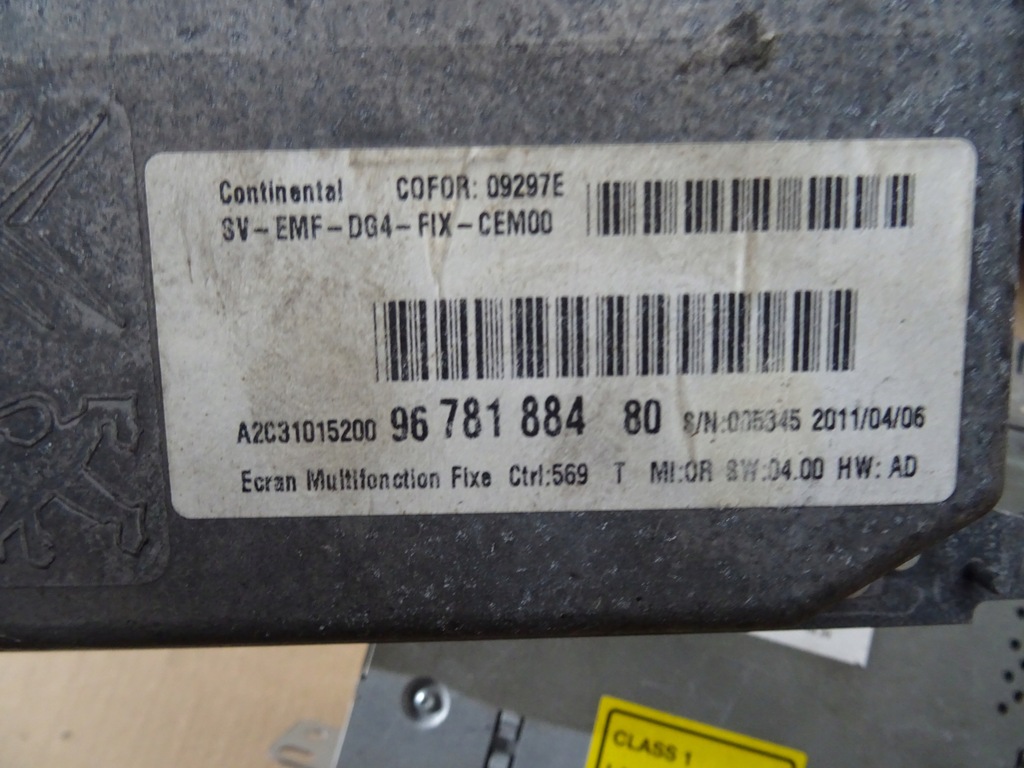 Continental COFOR: 09297E
SV-EMF-DG4-FIX-CEM00
A2C31015200 96 781 884 80 S/N:005345 2011/04/06
Ecran Multifonction Fixe Ctrl:569 T MI:OR SW:04.00 HW: AD
CLASS 1